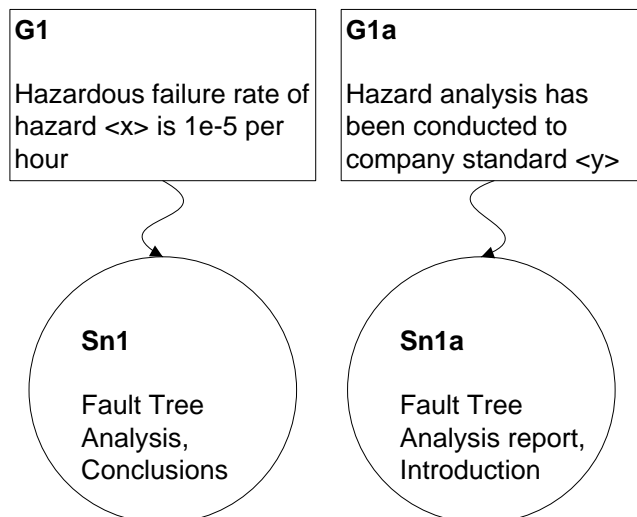 G1
Hazardous failure rate of
hazard <x> is 1e-5 per
hour
G1a
Hazard analysis has
been conducted to
company standard <y>
Sn1
Fault Tree
Analysis,
Conclusions
Sn1a
Fault Tree
Analysis report,
Introduction